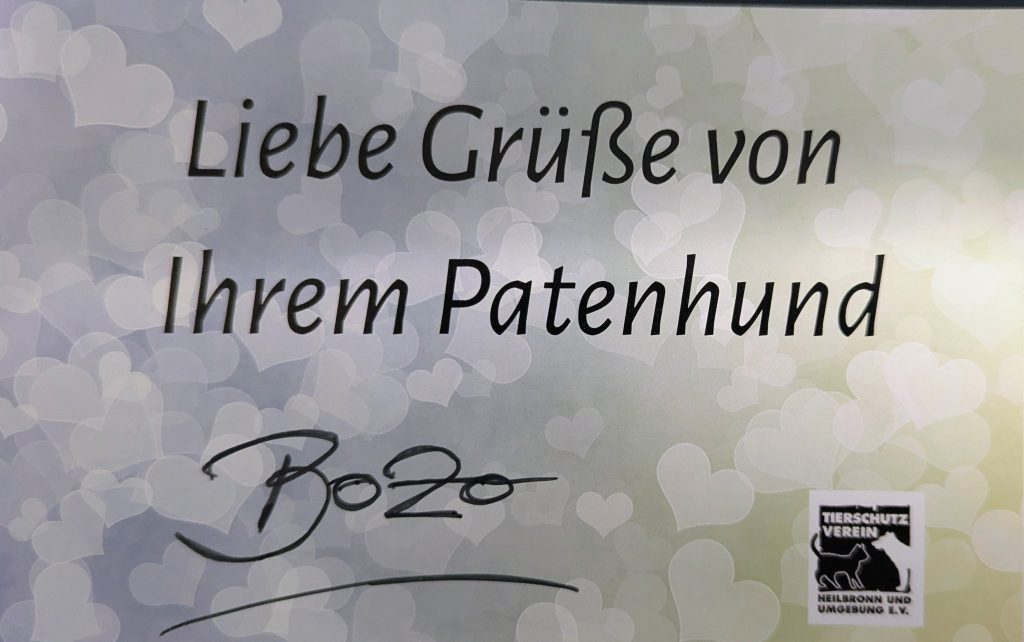 Liebe Grüße von
Ihrem Patenhund
Bozo
TIERSCHUTZ
VEREIN
HEILBRONN UND
UMGEBUNG E.V.